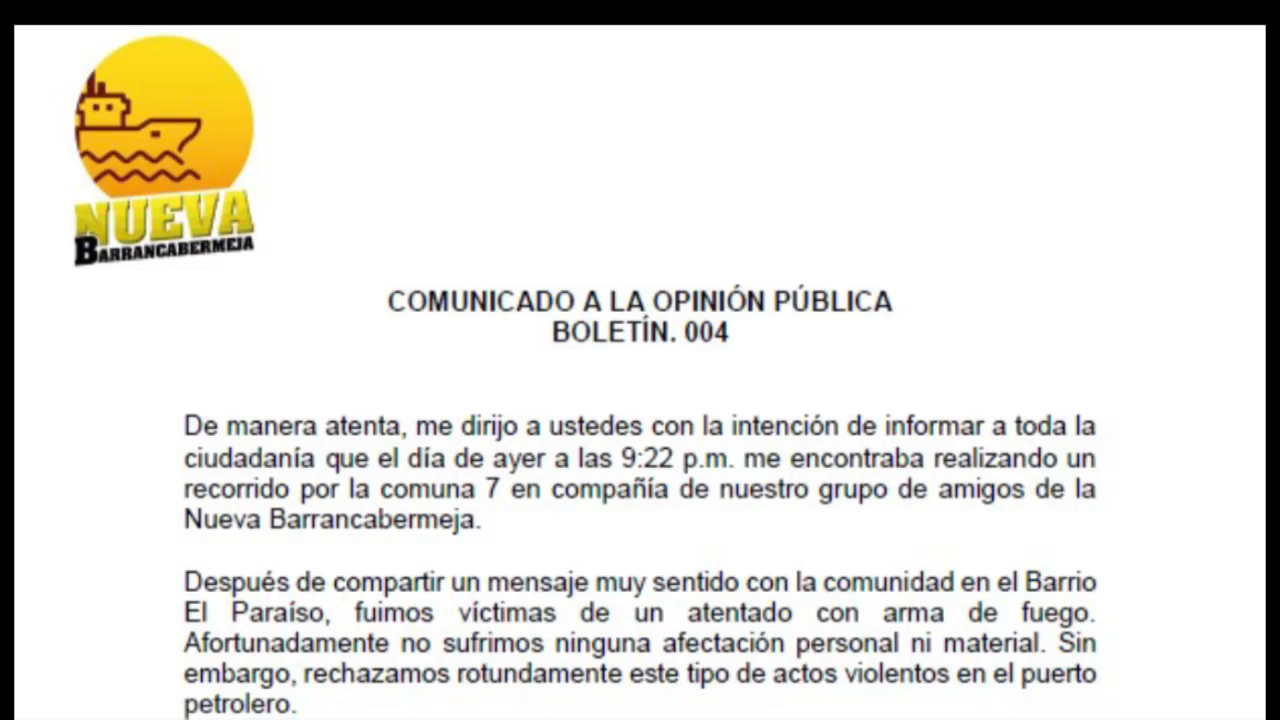 NUEVA
BARRANCABERMEJA
COMUNICADO A LA OPINIÓN PÚBLICA
BOLETÍN. 004
De manera atenta, me dirijo a ustedes con la intención de informar a toda la
ciudadanía que el día de ayer a las 9:22 p.m. me encontraba realizando un
recorrido por la comuna 7 en compañía de nuestro grupo de amigos de la
Nueva Barrancabermeja.
Después de compartir un mensaje muy sentido con la comunidad en el Barrio
El Paraíso, fuimos víctimas de un atentado con arma de fuego.
Afortunadamente no sufrimos ninguna afectación personal ni material. Sin
embargo, rechazamos rotundamente este tipo de actos violentos en el puerto
petrolero.